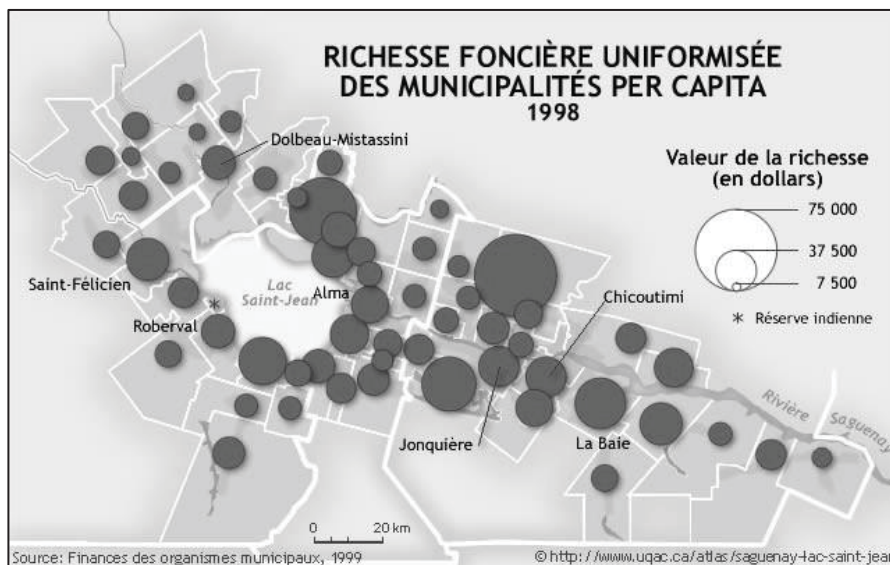 RICHESSE FONCIÈRE UNIFORMISÉE
DES MUNICIPALITÉS PER CAPITA
1998
Dolbeau-Mistassini
Valeur de la richesse
(en dollars)
75 000
37 500
7 500
* Réserve indienne
Saint-Félicien
Lac
Saint-Jean
Alma
Roberval
Chicoutimi
Jonquière
La Baie
Rivière
Saguenay
0 20 km
Source: Finances des organismes municipaux, 1999
© http://www.uqac.ca/atlas/saguenay-lac-saint-jean